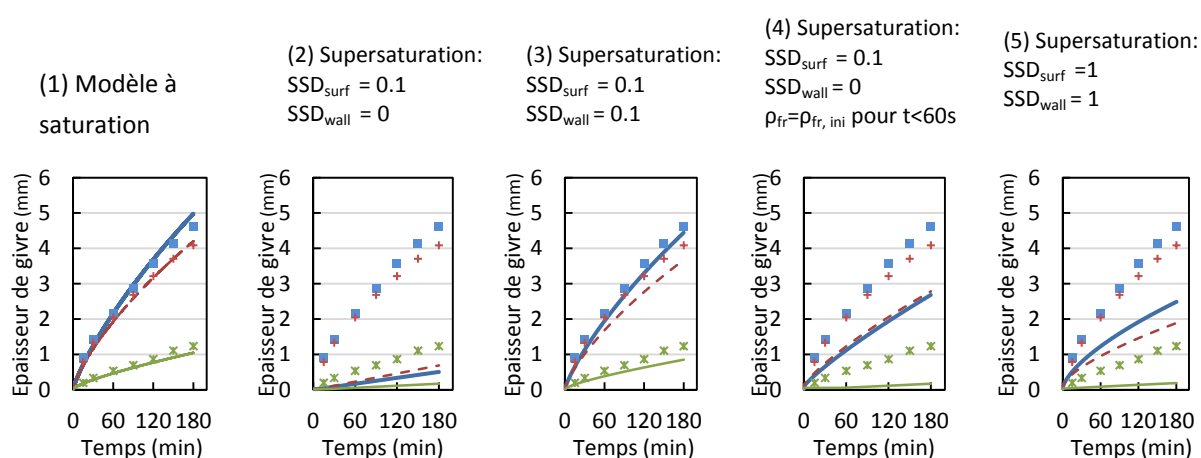 (1) Modèle à
saturation
(2) Supersaturation:
SSDsurf = 0.1
SSDwall = 0
(3) Supersaturation:
SSDsurf = 0.1
SSDwall = 0.1
(4) Supersaturation:
SSDsurf = 0.1
SSDwall = 0
ρfr=ρfr, ini pour t<60s
(5) Supersaturation:
SSDsurf =1
SSDwall = 1
Epaisseur de givre (mm)
6
5
4
3
2
1
0
0 60 120 180
Temps (min)
Epaisseur de givre (mm)
6
5
4
3
2
1
0
0 60 120 180
Temps (min)
Epaisseur de givre (mm)
6
5
4
3
2
1
0
0 60 120 180
Temps (min)
Epaisseur de givre (mm)
6
5
4
3
2
1
0
0 60 120 180
Temps (min)
Epaisseur de givre (mm)
6
5
4
3
2
1
0
0 60 120 180
Temps (min)